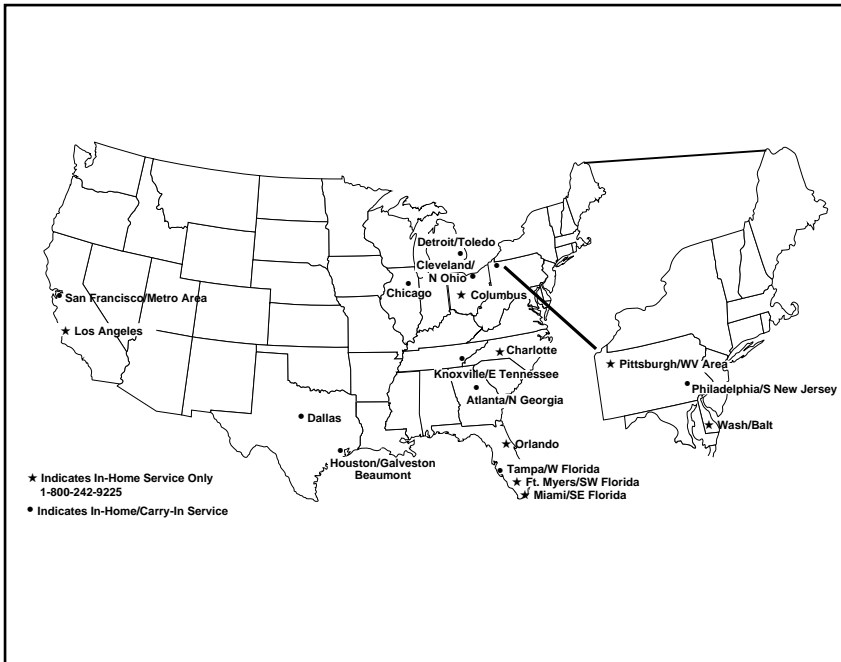 Detroit/Toledo
Cleveland/
N Ohio
Chicago
★ Columbus
San Francisco/Metro Area
★ Los Angeles
★ Charlotte
Knoxville/E Tennessee
Atlanta/N Georgia
★ Pittsburgh/WV Area
● Philadelphia/S New Jersey
★ Wash/Balt
● Dallas
★ Orlando
Houston/Galveston
Beaumont
Tampa/W Florida
★ Ft. Myers/SW Florida
★ Miami/SE Florida
★ Indicates In-Home Service Only
1-800-242-9225
● Indicates In-Home/Carry-In Service